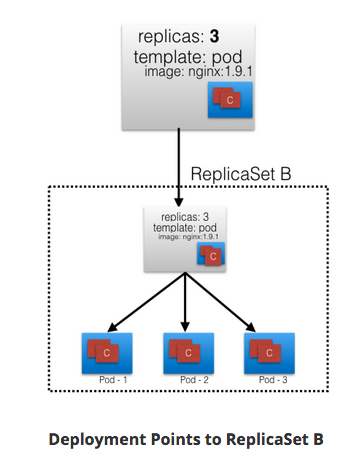 replicas: 3
template: pod
image: nginx:1.9.1
C
ReplicaSet B
replicas: 3
template: pod
image: nginx:1.9.1
C
C
C
C
Pod - 1
Pod - 2
Pod - 3
Deployment Points to ReplicaSet B